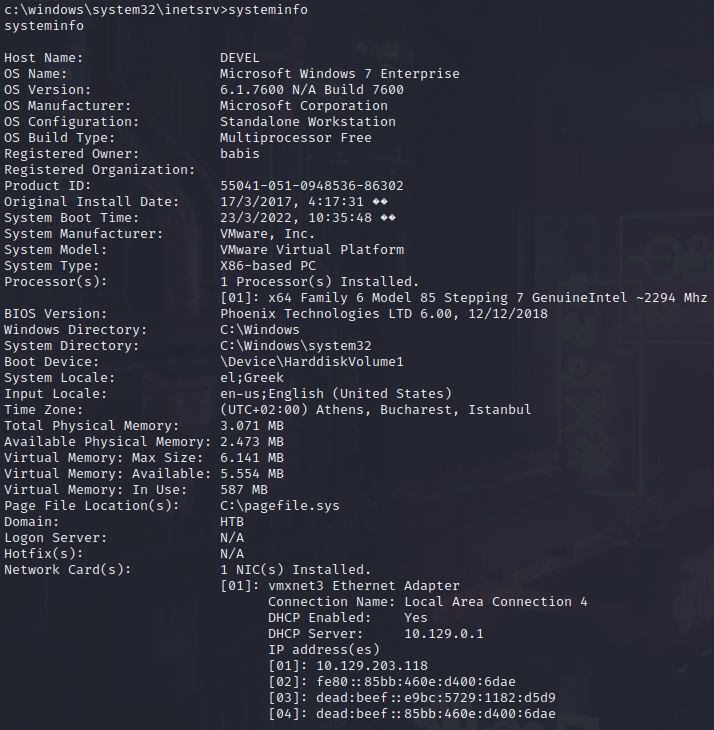 c:\windows\system32\inetsrv>systeminfo
systeminfo
Host Name:                 DEVEL
OS Name:                   Microsoft Windows 7 Enterprise
OS Version:                6.1.7600 N/A Build 7600
OS Manufacturer:           Microsoft Corporation
OS Configuration:          Standalone Workstation
OS Build Type:             Multiprocessor Free
Registered Owner:          babis
Registered Organization:
Product ID:                55041-051-0948536-86302
Original Install Date:     17/3/2017, 4:17:31 ��
System Boot Time:          23/3/2022, 10:35:48 ��
System Manufacturer:       VMware, Inc.
System Model:              VMware Virtual Platform
System Type:               X86-based PC
Processor(s):              1 Processor(s) Installed.
                           [01]: x64 Family 6 Model 85 Stepping 7 GenuineIntel ~2294 Mhz
BIOS Version:              Phoenix Technologies LTD 6.00, 12/12/2018
Windows Directory:         C:\Windows
System Directory:          C:\Windows\system32
Boot Device:               \Device\HarddiskVolume1
System Locale:             el;Greek
Input Locale:              en-us;English (United States)
Time Zone:                 (UTC+02:00) Athens, Bucharest, Istanbul
Total Physical Memory:     3.071 MB
Available Physical Memory: 2.473 MB
Virtual Memory: Max Size:  6.141 MB
Virtual Memory: Available: 5.554 MB
Virtual Memory: In Use:    587 MB
Page File Location(s):     C:\pagefile.sys
Domain:                    HTB
Logon Server:              N/A
Hotfix(s):                 N/A
Network Card(s):           1 NIC(s) Installed.
                           [01]: vmxnet3 Ethernet Adapter
                                 Connection Name: Local Area Connection 4
                                 DHCP Enabled:    Yes
                                 DHCP Server:     10.129.0.1
                                 IP address(es)
                                 [01]: 10.129.203.118
                                 [02]: fe80::85bb:460e:d400:6dae
                                 [03]: dead:beef::e9bc:5729:1182:d5d9
                                 [04]: dead:beef::85bb:460e:d400:6dae